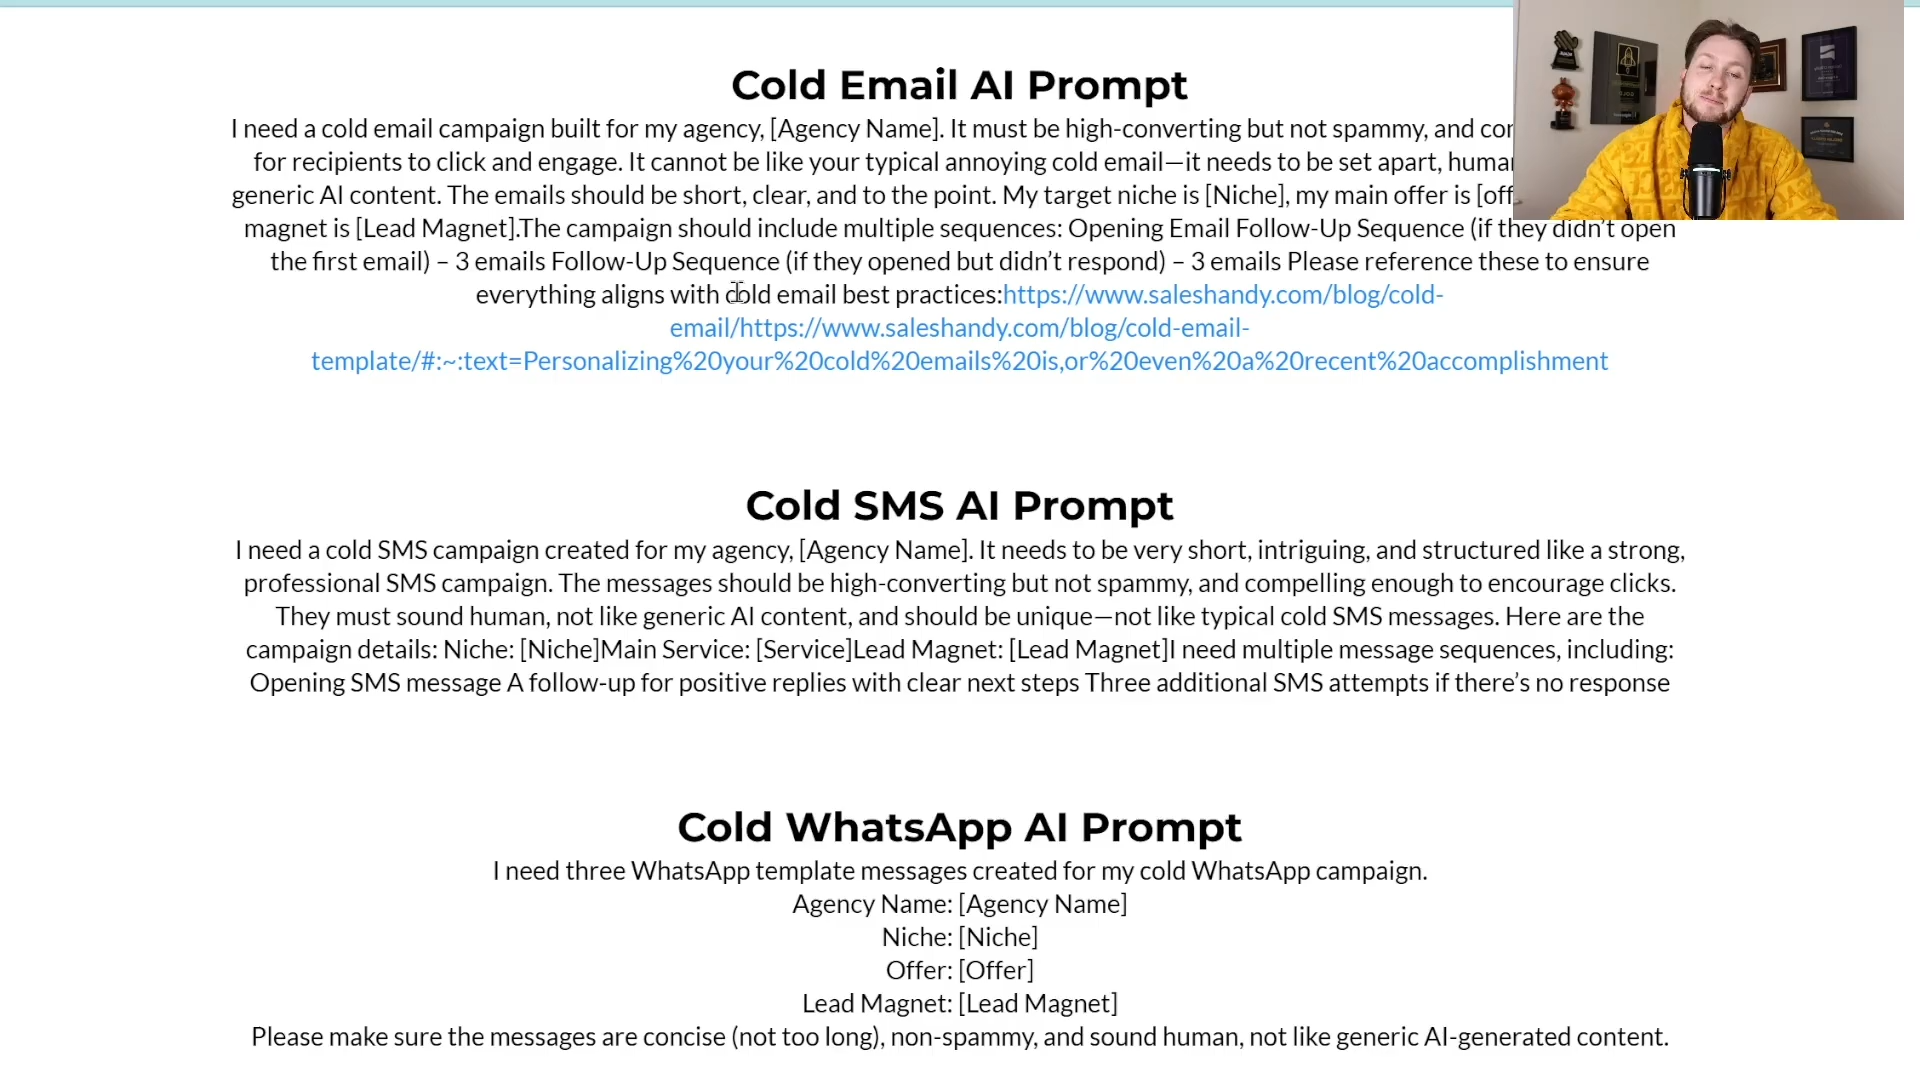 Cold Email AI Prompt
I need a cold email campaign built for my agency, [Agency Name]. It must be high-converting but not spammy, and
for recipients to click and engage. It cannot be like your typical annoying cold email—it needs to be set apart,
generic AI content. The emails should be short, clear, and to the point. My target niche is [Niche], my main offer is
magnet is [Lead Magnet].The campaign should include multiple sequences: Opening Email Follow-Up Sequence (if they didn't open
the first email) – 3 emails Follow-Up Sequence (if they opened but didn't respond) – 3 emails Please reference these to ensure
everything aligns with cold email best practices:https://www.saleshandy.com/blog/cold-
email/https://www.saleshandy.com/blog/cold-email-
template/#:~:text=Personalizing%20your%20cold%20emails%20is,or%20even%20a%20recent%20accomplishment
Cold SMS AI Prompt
I need a cold SMS campaign created for my agency, [Agency Name]. It needs to be very short, intriguing, and structured like a strong,
professional SMS campaign. The messages should be high-converting but not spammy, and compelling enough to encourage clicks.
They must sound human, not like generic AI content, and should be unique—not like typical cold SMS messages. Here are the
campaign details: Niche: [Niche]Main Service: [Service]Lead Magnet: [Lead Magnet]I need multiple message sequences, including:
Opening SMS message A follow-up for positive replies with clear next steps Three additional SMS attempts if there's no response
Cold WhatsApp AI Prompt
I need three WhatsApp template messages created for my cold WhatsApp campaign.
Agency Name: [Agency Name]
Niche: [Niche]
Offer: [Offer]
Lead Magnet: [Lead Magnet]
Please make sure the messages are concise (not too long), non-spammy, and sound human, not like generic AI-generated content.